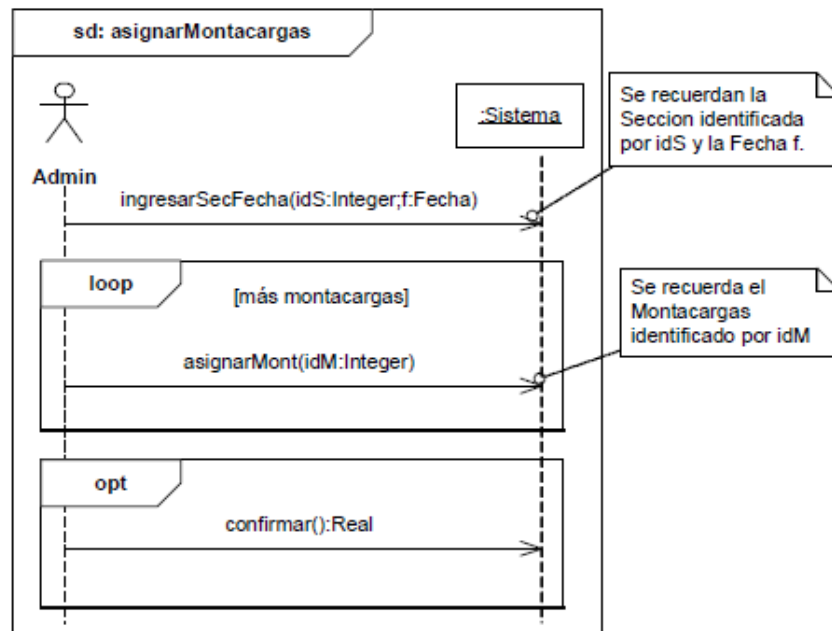 sd: asignarMontacargas
Admin
:Sistema
Se recuerdan la
Seccion identificada
por idS y la Fecha f.
ingresarSecFecha(idS:Integer;f:Fecha)
loop
[más montacargas]
Se recuerda el
Montacargas
identificado por idM
asignarMont(idM:Integer)
opt
confirmar():Real